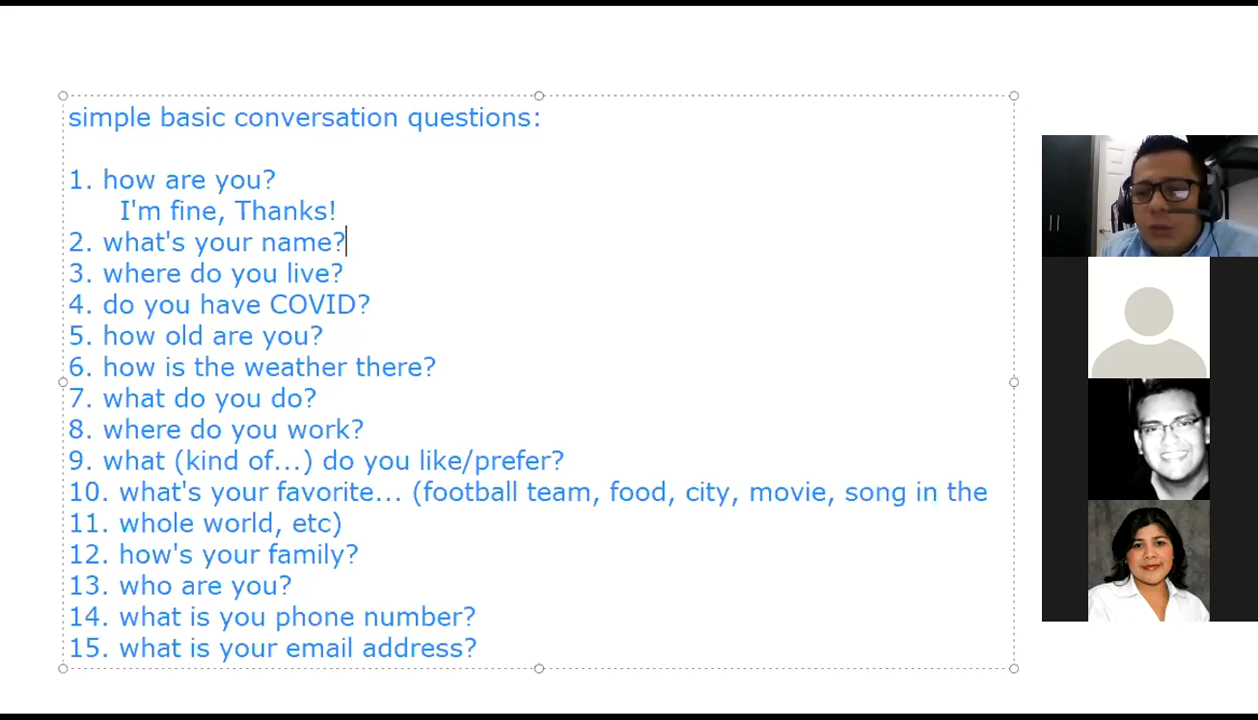 simple basic conversation questions:
1. how are you?
I'm fine, Thanks!
2. what's your name?
3. where do you live?
4. do you have COVID?
5. how old are you?
6. how is the weather there?
7. what do you do?
8. where do you work?
9. what (kind of...) do you like/prefer?
10. what's your favorite... (football team, food, city, movie, song in the
11. whole world, etc)
12. how's your family?
13. who are you?
14. what is you phone number?
15. what is your email address?